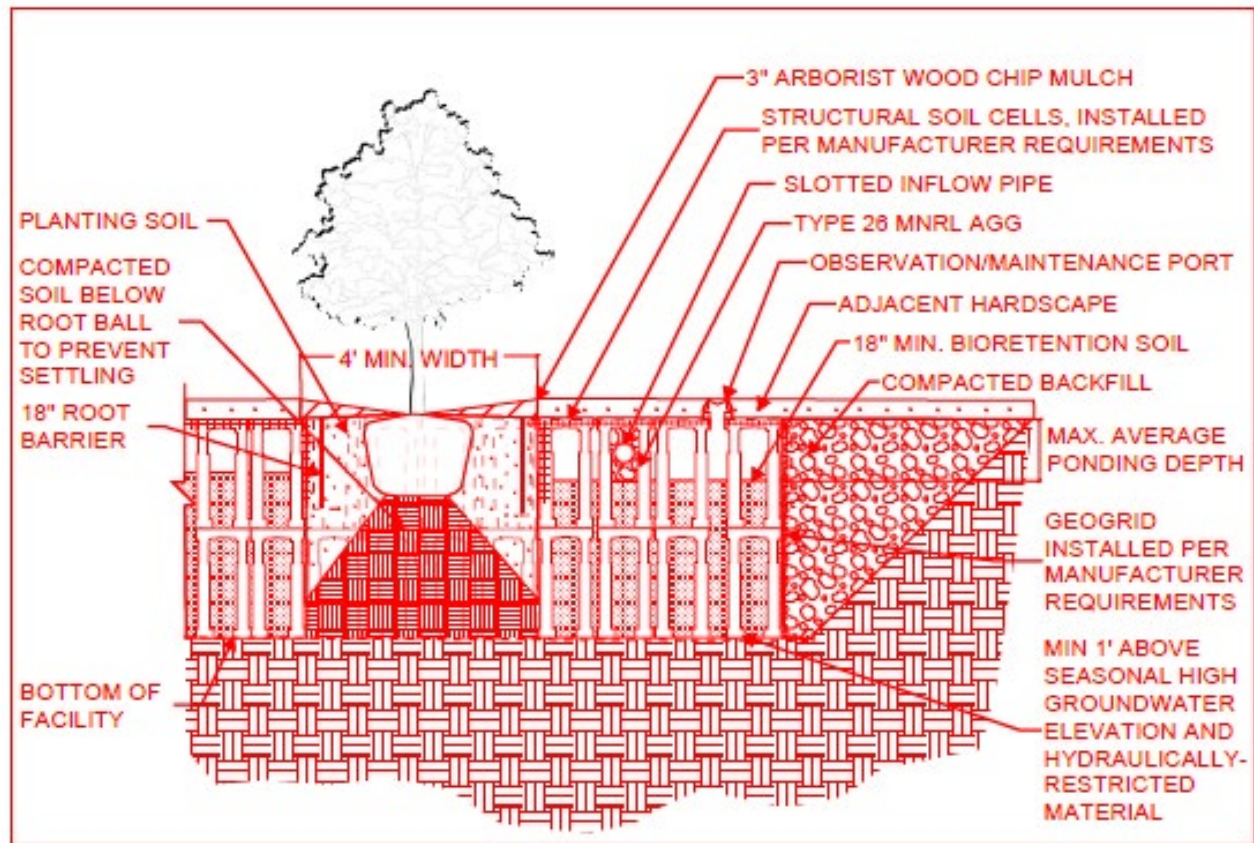 3" ARBORIST WOOD CHIP MULCH
STRUCTURAL SOIL CELLS, INSTALLED
PER MANUFACTURER REQUIREMENTS
SLOTTED INFLOW PIPE
TYPE 26 MNRL AGG
OBSERVATION/MAINTENANCE PORT
ADJACENT HARDSCAPE
18" MIN. BIORETENTION SOIL
COMPACTED BACKFILL
MAX. AVERAGE
PONDING DEPTH
GEOGRID
INSTALLED PER
MANUFACTURER
REQUIREMENTS
MIN 1' ABOVE
SEASONAL HIGH
GROUNDWATER
ELEVATION AND
HYDRAULICALLY-
RESTRICTED
MATERIAL
PLANTING SOIL
COMPACTED
SOIL BELOW
ROOT BALL
TO PREVENT
SETTLING
18" ROOT
BARRIER
4' MIN. WIDTH
BOTTOM OF
FACILITY